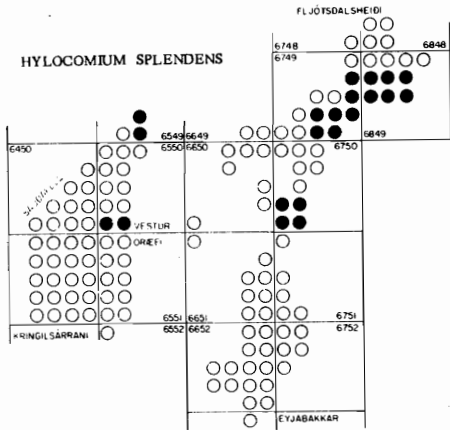 FLJÓTSDALSHEIÐI
6748 6848
6749
HYLOCOMIUM SPLENDENS
6549 6649 6849
6450 6550 6650 6750
VESTUR
ÖRÆFI
6551 6651 6751
KRINGILSÁRRANI 6552 6652 6752
EYJABAKKAR